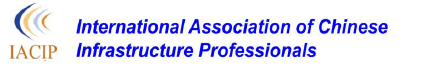 International Association of Chinese
IACIP Infrastructure Professionals